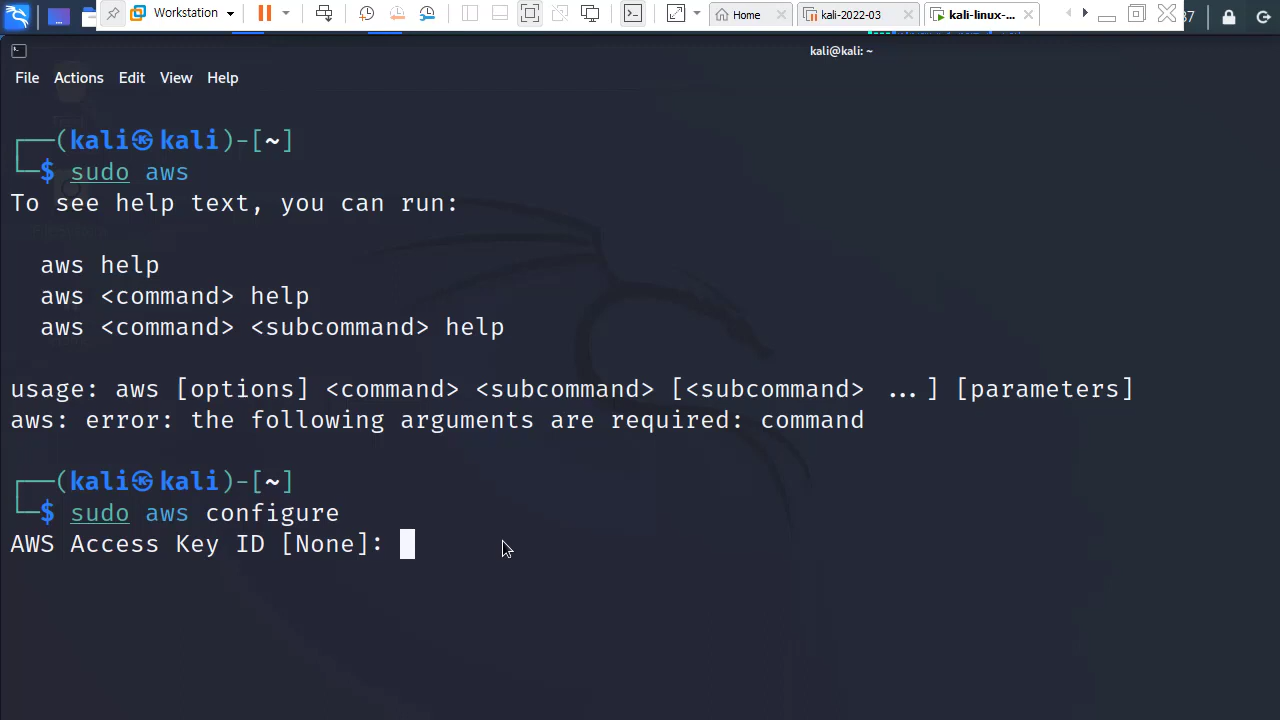 Workstation
Home
kali-2022-03
kali-linux-...
37
kali@kali: ~
File Actions Edit View Help
┌──(kali㉿kali)-[~]
└─$ sudo aws
To see help text, you can run:
aws help
aws <command> help
aws <command> <subcommand> help
usage: aws [options] <command> <subcommand> [<subcommand> ...] [parameters]
aws: error: the following arguments are required: command
┌──(kali㉿kali)-[~]
└─$ sudo aws configure
AWS Access Key ID [None]: